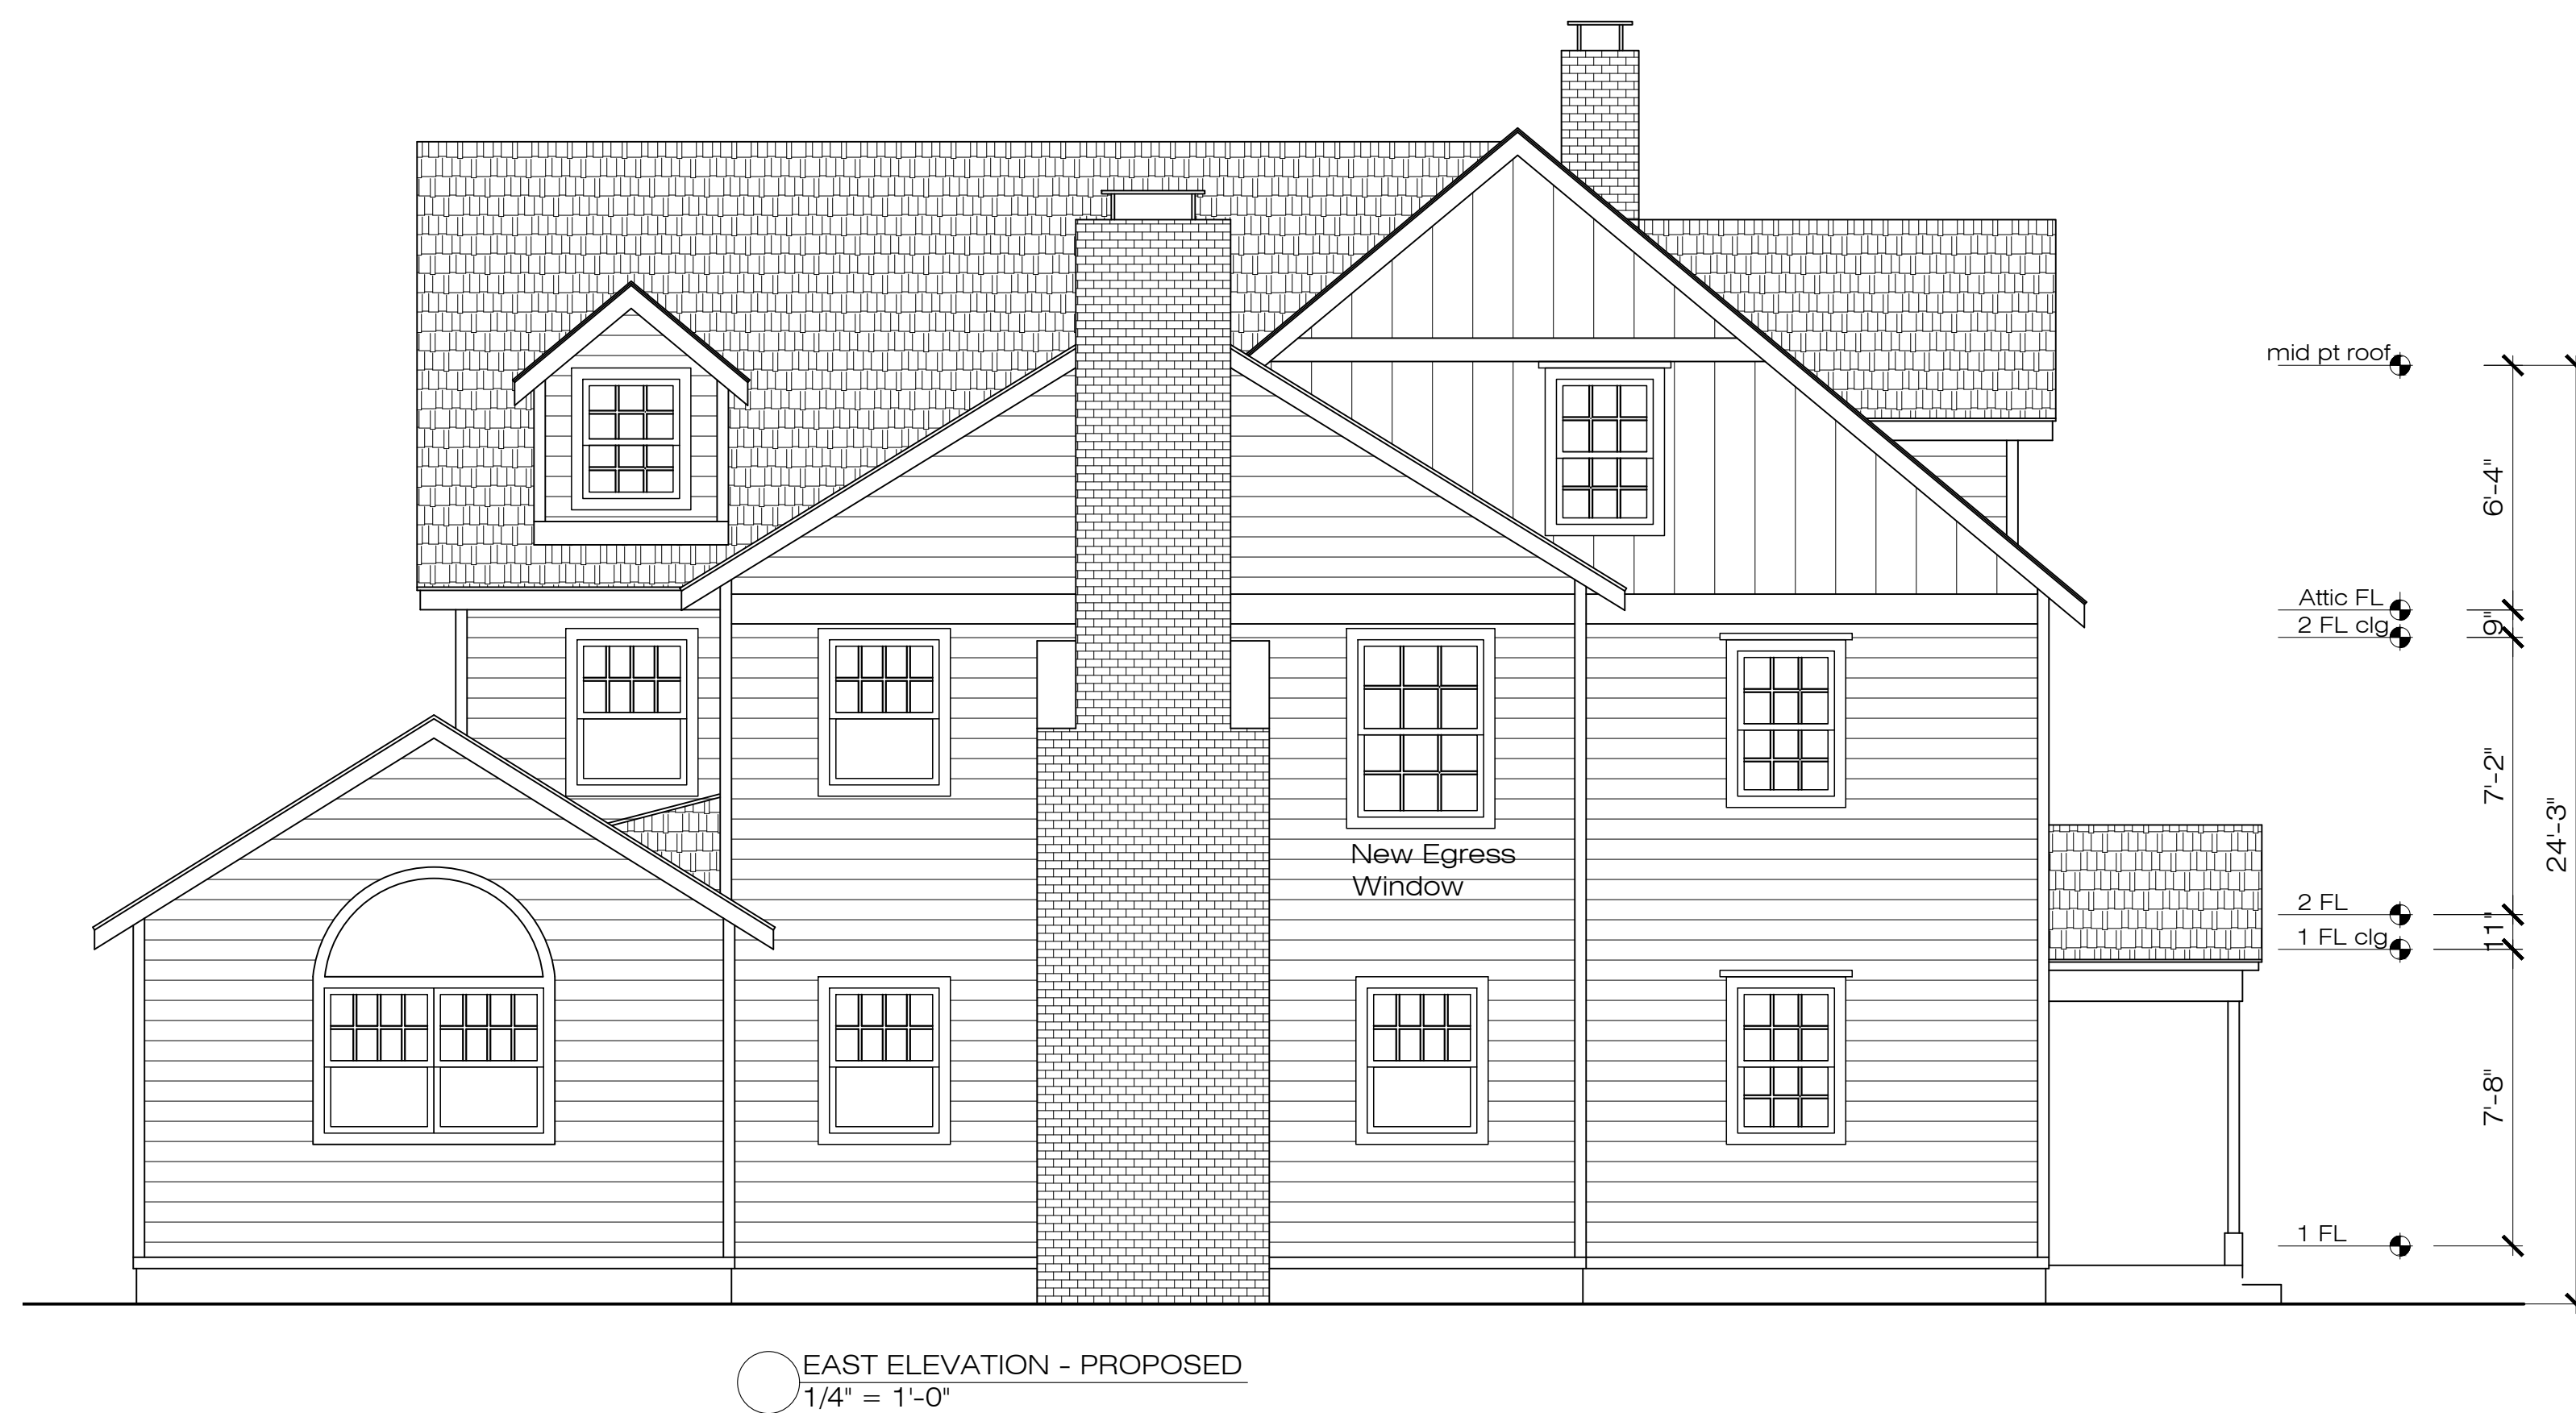 mid pt roof
6'-4"
Attic FL
9"
2 FL clg
7'-2"
24'-3"
New Egress
Window
2 FL
11"
1 FL clg
7'-8"
1 FL
EAST ELEVATION - PROPOSED
1/4" = 1'-0"